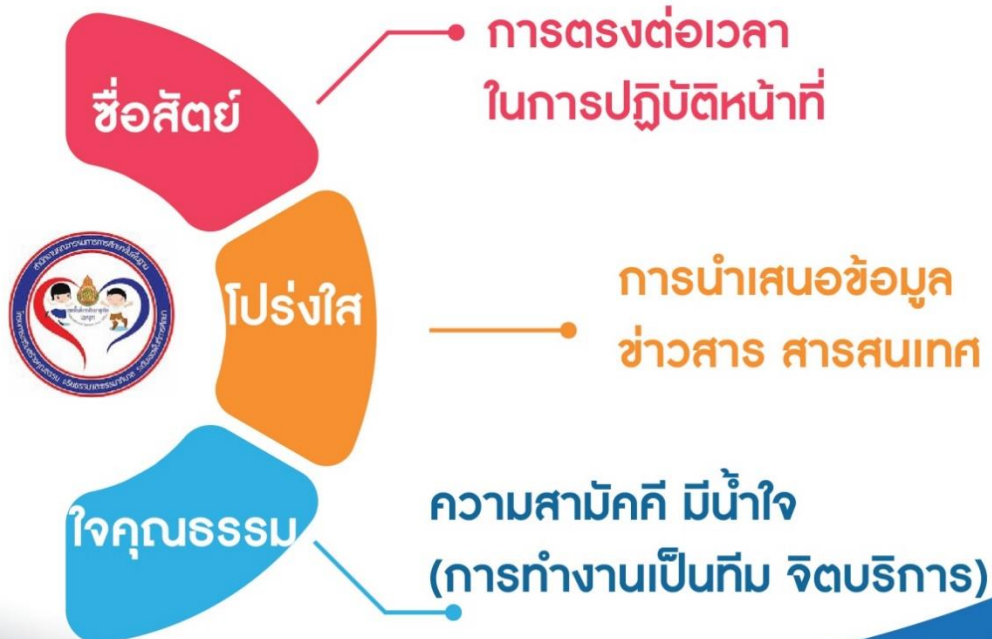 ซื่อสัตย์
การตรงต่อเวลา
ในการปฏิบัติหน้าที่
โปร่งใส
การนำเสนอข้อมูล
ข่าวสาร สารสนเทศ
ใจคุณธรรม
ความสามัคคี มีน้ำใจ
(การทำงานเป็นทีม จิตบริการ)